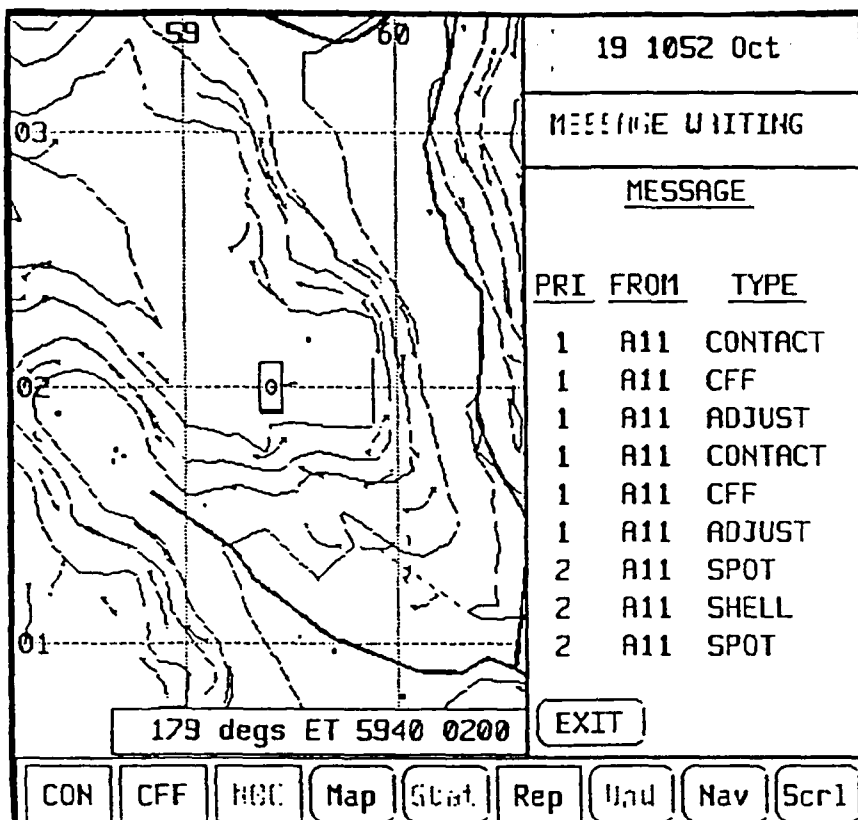 59 60
19 1052 Oct
03
MESSAGE WAITING
MESSAGE
PRI FROM TYPE
1 A11 CONTACT
1 A11 CFF
02
1 A11 ADJUST
1 A11 CONTACT
1 A11 CFF
1 A11 ADJUST
2 A11 SPOT
2 A11 SHELL
01
2 A11 SPOT
179 degs ET 5940 0200
EXIT
CON CFF Map Rep Nav Scrl